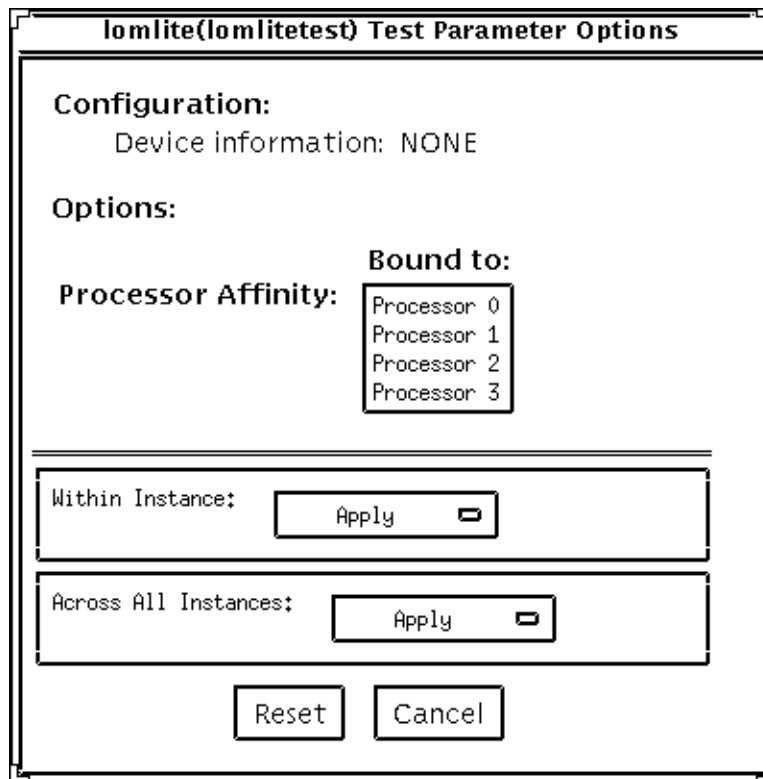 lomlite(lomlitetest) Test Parameter Options
Configuration:
Device information: NONE
Options:
Bound to:
Processor Affinity:
Processor 0
Processor 1
Processor 2
Processor 3
Within Instance:
Apply
Across All Instances:
Apply
Reset
Cancel